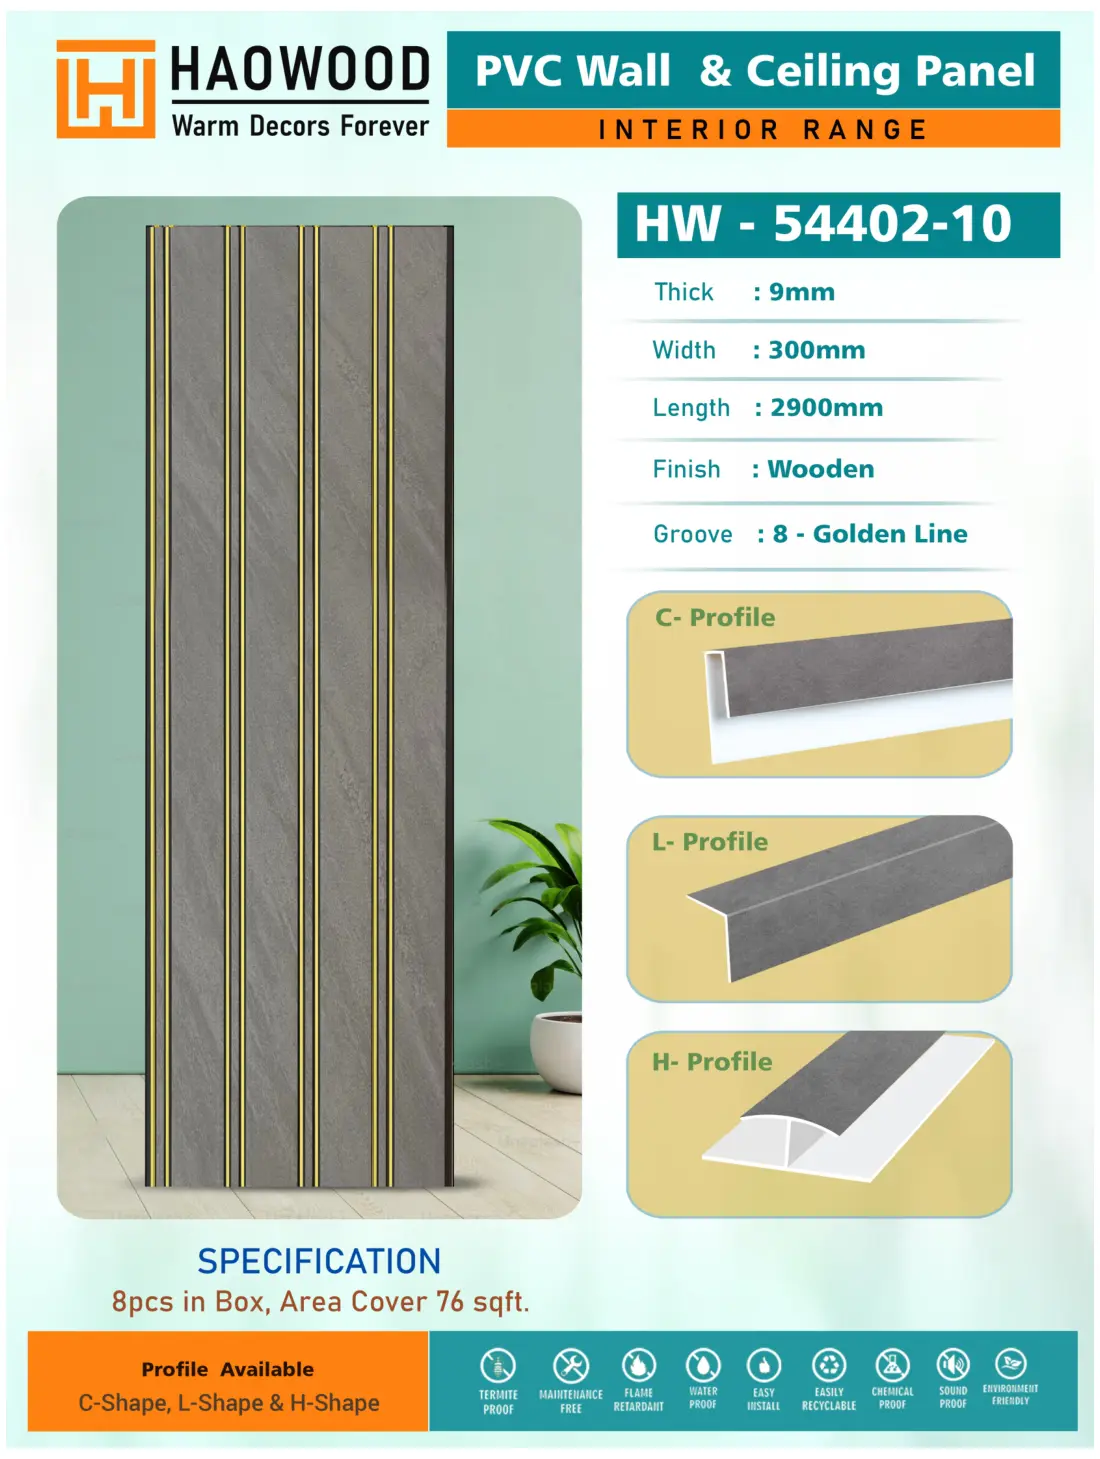 HAOWOOD
Warm Decors Forever
PVC Wall & Ceiling Panel
INTERIOR RANGE
HW - 54402-10
Thick : 9mm
Width : 300mm
Length : 2900mm
Finish : Wooden
Groove : 8 - Golden Line
C- Profile
L- Profile
H- Profile
SPECIFICATION
8pcs in Box, Area Cover 76 sqft.
Profile Available
C-Shape, L-Shape & H-Shape
TERMITE PROOF
MAINTENANCE FREE
FLAME RETARDANT
WATER PROOF
EASY INSTALL
EASILY RECYCLABLE
CHEMICAL PROOF
SOUND PROOF
ENVIRONMENT FRIENDLY